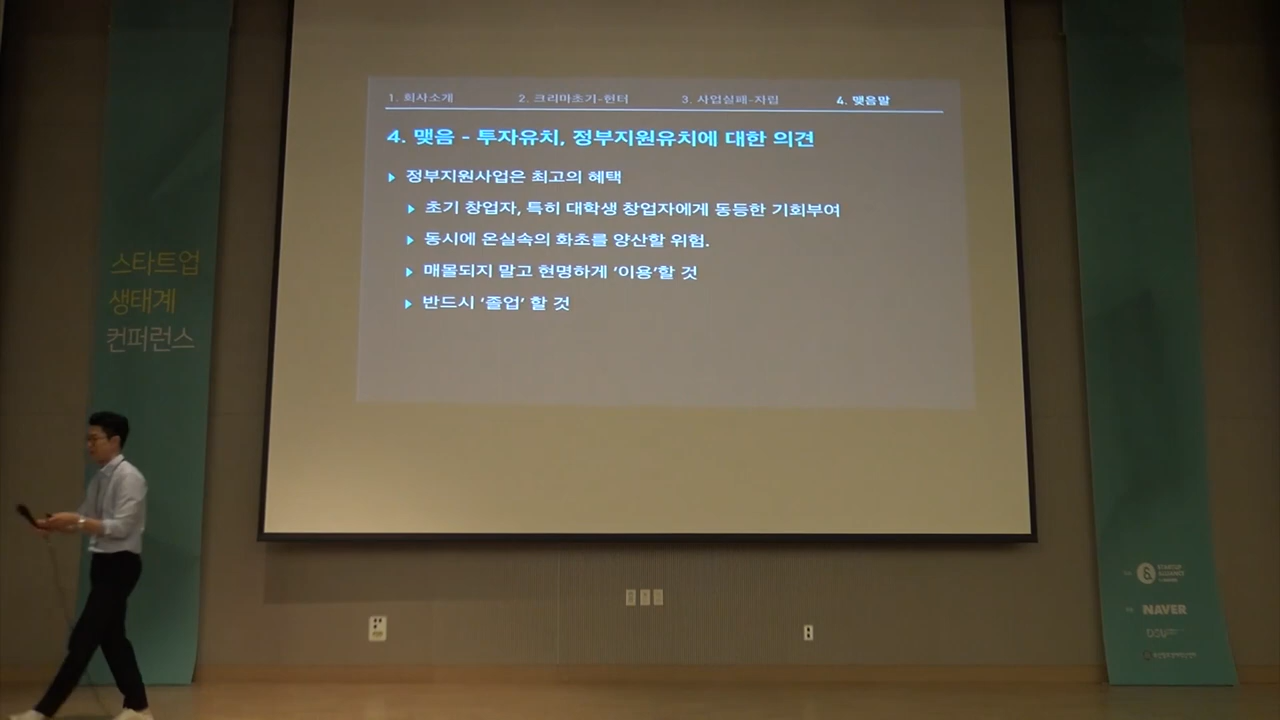 1. 회사소개
2. 크리마초기-헌터
3. 사업실패-자립
4. 맺음말
4. 맺음 - 투자유치, 정부지원유치에 대한 의견
정부지원사업은 최고의 혜택
초기 창업자, 특히 대학생 창업자에게 동등한 기회부여
동시에 온실속의 화초를 양산할 위험.
매몰되지 말고 현명하게 '이용'할 것
반드시 '졸업' 할 것
스타트업
생태계
컨퍼런스
STARTUP
ALLIANCE
NAVER